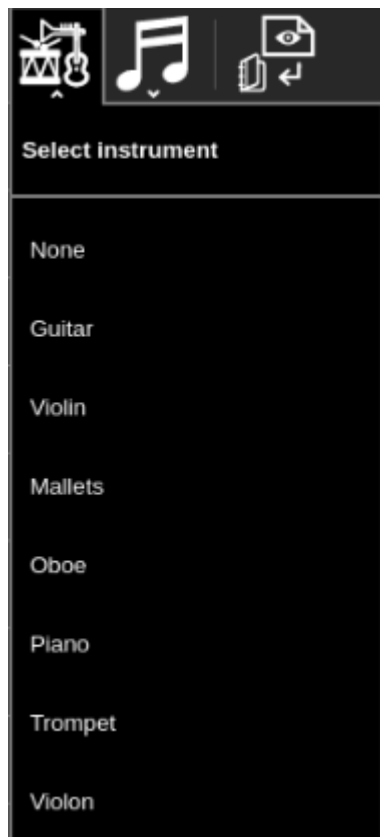 Select instrument
None
Guitar
Violin
Mallets
Oboe
Piano
Trompet
Violon